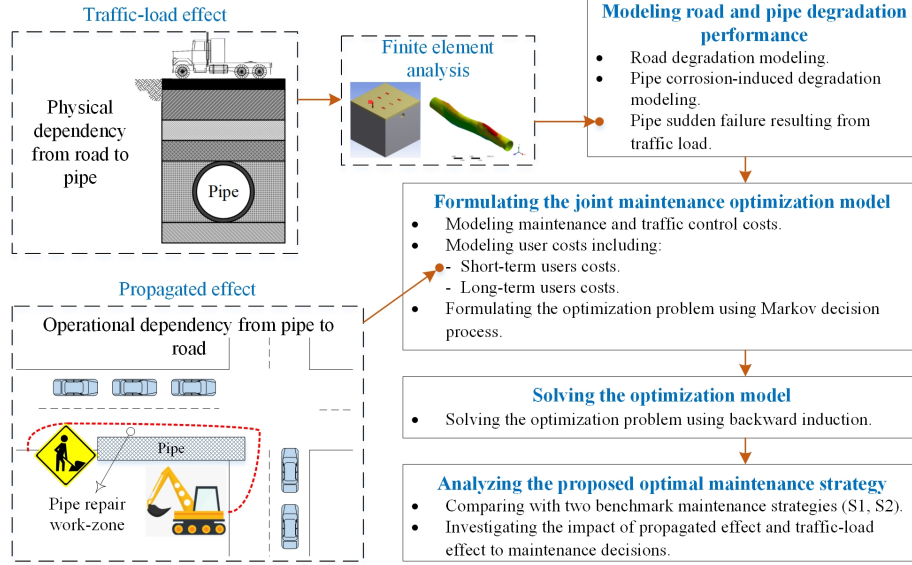 Traffic-load effect
Physical
dependency
from road to
pipe
Pipe
Finite element
analysis
Modeling road and pipe degradation
performance
• Road degradation modeling.
• Pipe corrosion-induced degradation
modeling.
• Pipe sudden failure resulting from
traffic load.
Formulating the joint maintenance optimization model
• Modeling maintenance and traffic control costs.
• Modeling user costs including:
- Short-term users costs.
- Long-term users costs.
• Formulating the optimization problem using Markov decision
process.
Propagated effect
Operational dependency from pipe to
road
Pipe
Pipe repair
work-zone
Solving the optimization model
• Solving the optimization problem using backward induction.
Analyzing the proposed optimal maintenance strategy
• Comparing with two benchmark maintenance strategies (S1, S2).
• Investigating the impact of propagated effect and traffic-load
effect to maintenance decisions.